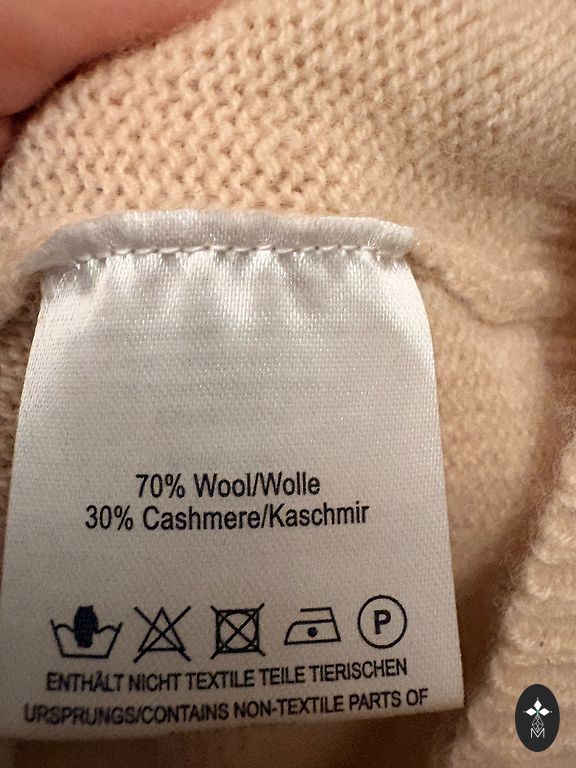 70% Wool/Wolle
30% Cashmere/Kaschmir
P
ENTHÄLT NICHT TEXTILE TEILE TIERISCHEN
URSPRUNGS/CONTAINS NON-TEXTILE PARTS OF
M